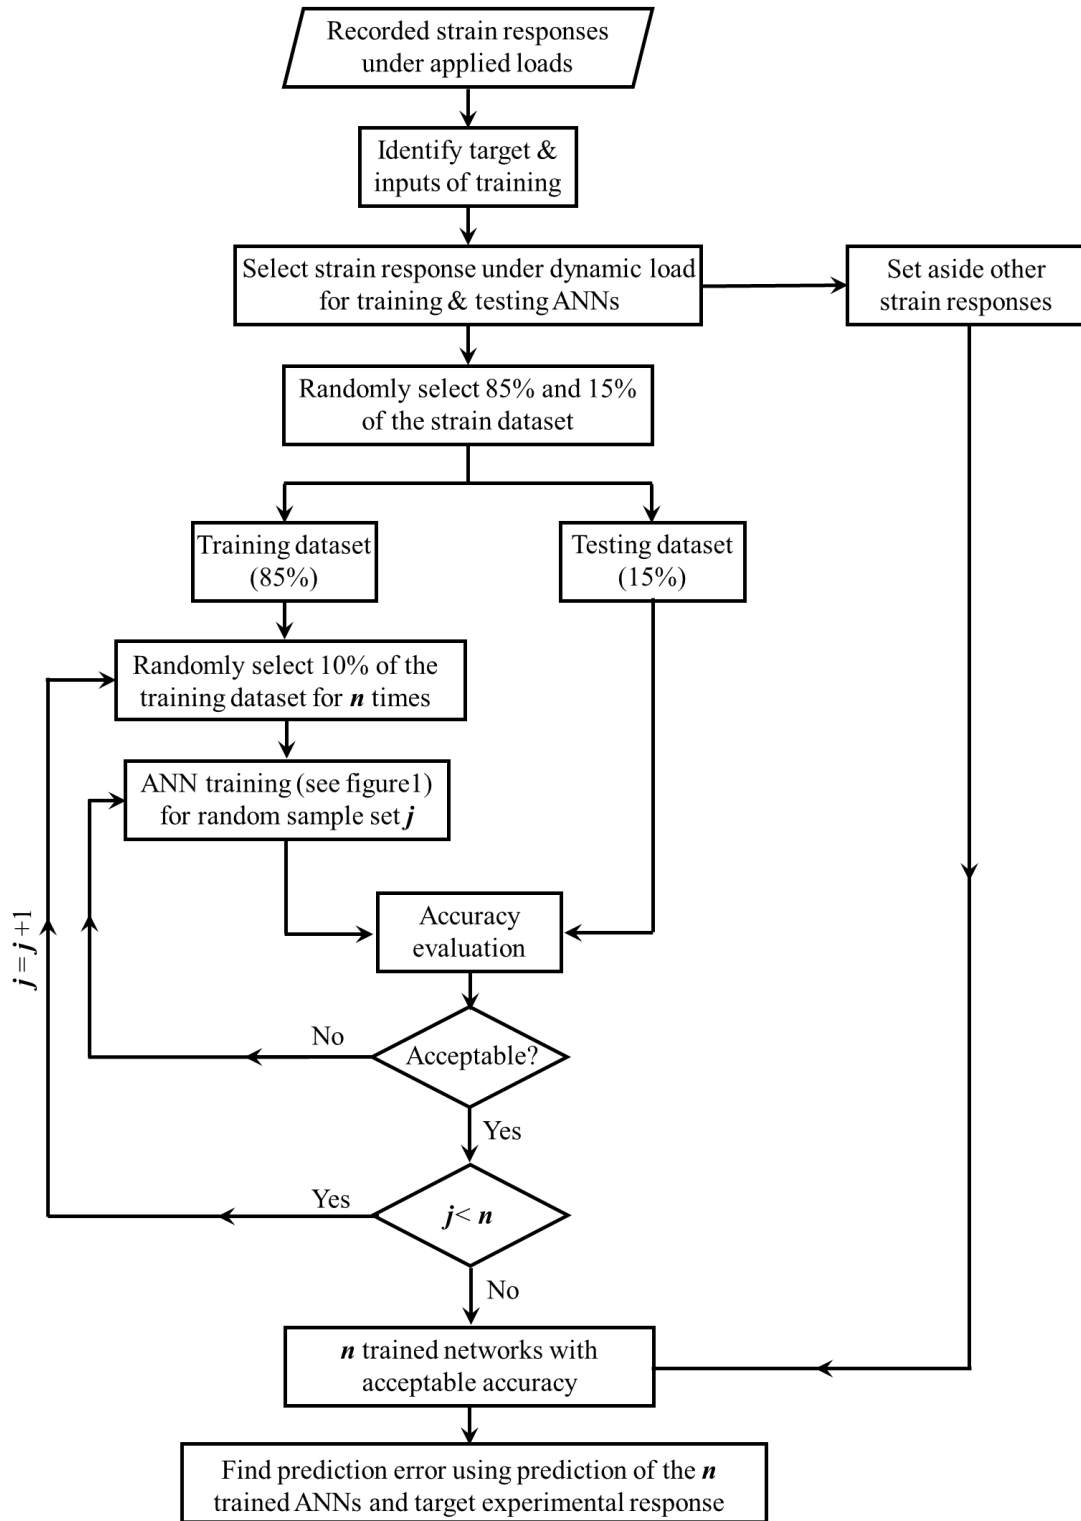 Recorded strain responses
under applied loads
Identify target &
inputs of training
Select strain response under dynamic load
for training & testing ANNs
Set aside other
strain responses
Randomly select 85% and 15%
of the strain dataset
Training dataset
(85%)
Testing dataset
(15%)
Randomly select 10% of the
training dataset for n times
ANN training (see figure1)
for random sample set j
Accuracy
evaluation
j = j +1
No
Acceptable?
Yes
Yes
j< n
No
n trained networks with
acceptable accuracy
Find prediction error using prediction of the n
trained ANNs and target experimental response